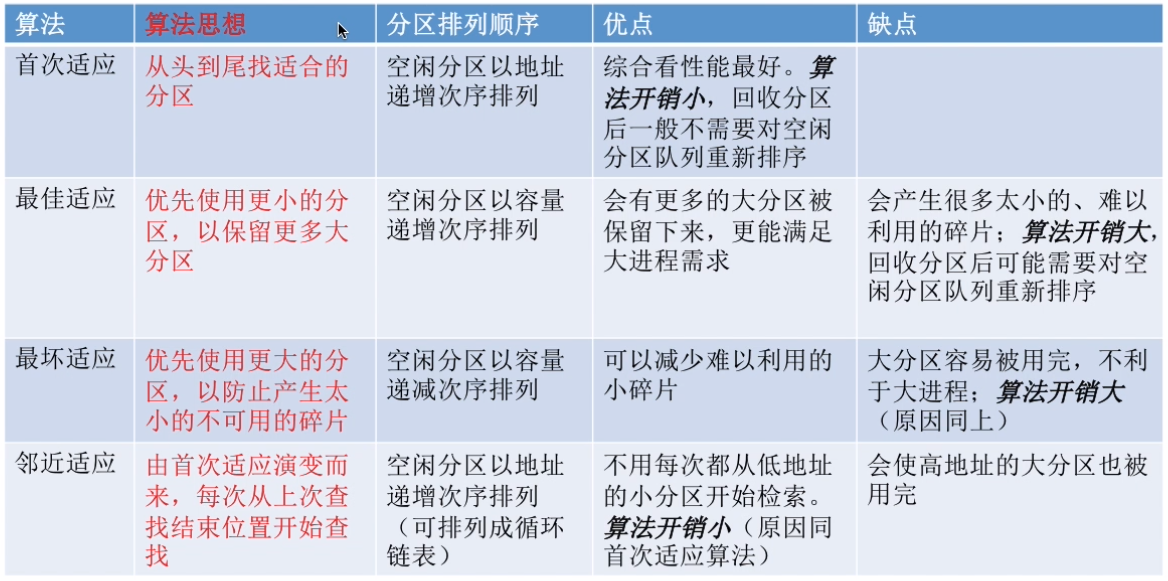 算法
算法思想
分区排列顺序
优点
缺点
首次适应
从头到尾找适合的
分区
空闲分区以地址
递增次序排列
综合看性能最好。算
法开销小，回收分区
后一般不需要对空闲
分区队列重新排序
最佳适应
优先使用更小的分
区，以保留更多大
分区
空闲分区以容量
递增次序排列
会有更多的大分区被
保留下来，更能满足
大进程需求
会产生很多太小的、难以
利用的碎片；算法开销大，
回收分区后可能需要对空
闲分区队列重新排序
最坏适应
优先使用更大的分
区，以防止产生太
小的不可用的碎片
空闲分区以容量
递减次序排列
可以减少难以利用的
小碎片
大分区容易被用完，不利
于大进程；算法开销大
（原因同上）
邻近适应
由首次适应演变而
来，每次从上次查
找结束位置开始查
找
空闲分区以地址
递增次序排列
（可排列成循环
链表）
不用每次都从低地址
的小分区开始检索。
算法开销小（原因同
首次适应算法）
会使高地址的大分区也被
用完